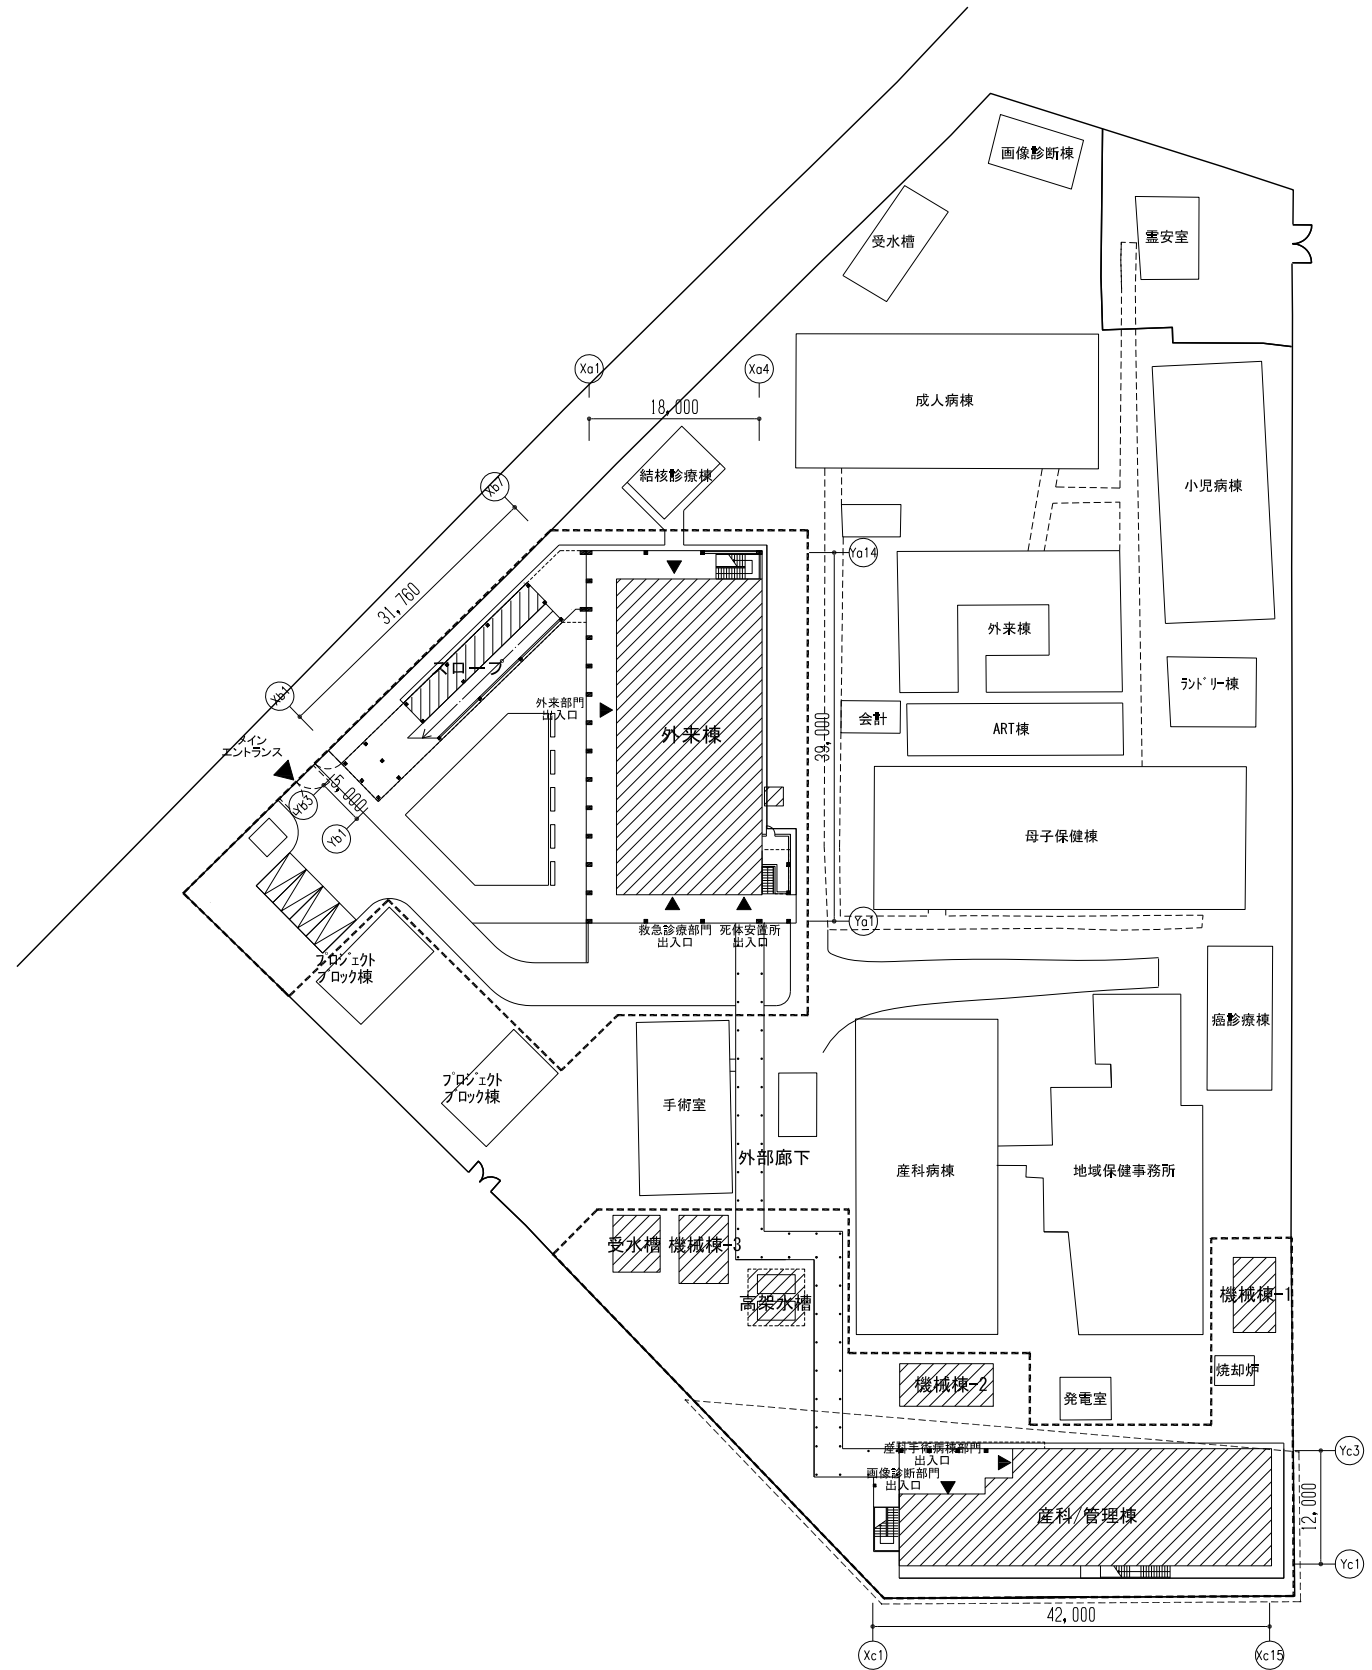 画像診断棟
受水槽
霊安室
Xa1
Xa4
18,000
成人病棟
結核診療棟
小児病棟
Xb7
31,760
Ya14
スロープ
外来棟
ランドリー棟
Xb1
外来部門
出入口
会計
ART棟
外来棟
39,000
メイン
エントランス
5,000
Yb3
Yb1
母子保健棟
Ya1
救急診療部門
出入口
死体安置所
出入口
プロジェクト
ブロック棟
癌診療棟
プロジェクト
ブロック棟
手術室
外部廊下
産科病棟
地域保健事務所
受水槽
機械棟-3
高架水槽
機械棟-1
機械棟-2
焼却炉
発電室
産科手術病棟部門
出入口
画像診断部門
出入口
Yc3
12,000
産科/管理棟
Yc1
42,000
Xc1
Xc15